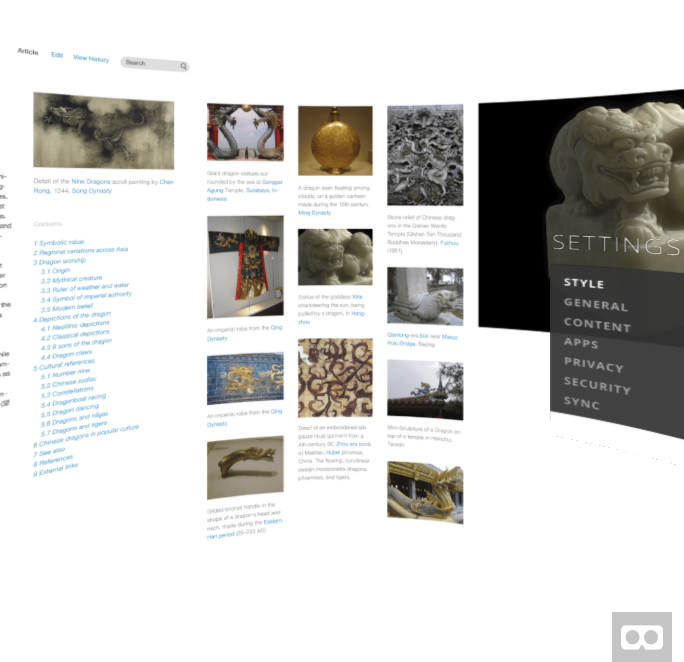 Article
Edit
View history
Search
Detail of the Nine Dragons scroll painting by Chen
Rong, 1244, Song Dynasty
Contents
1 Symbolic value
2 Regional variations across Asia
3 Dragon worship
3.1 Origin
3.2 Mythical creature
3.3 Ruler of weather and water
3.4 Symbol of imperial authority
3.5 Modern belief
4 Depictions of the dragon
4.1 Neolithic depictions
4.2 Classical depictions
4.3 9 sons of the dragon
4.4 Dragon claws
5 Cultural references
5.1 Number nine
5.2 Chinese zodiac
5.3 Constellations
5.4 Dragonboat racing
5.5 Dragon dancing
5.6 Dragons and nāgas
5.7 Dragons and tigers
6 Chinese dragons in popular culture
7 See also
8 References
9 External links
Giant dragon statues sur-
rounded by the sea at Sanggar
Agung Temple, Surabaya, In-
donesia
An imperial robe from the Qing
Dynasty
An imperial robe from the Qing
Dynasty
Gilded-bronze handle in the
shape of a dragon's head and
neck, made during the Eastern
Han period (25–220 AD)
A dragon seen floating among
clouds, on a golden canteen
made during the 15th century,
Ming Dynasty
Statue of the goddess Xihe
charioteering the sun, being
pulled by a dragon, in Hang-
zhou
Detail of an embroidered silk
gauze ritual garment from a
4th-century BC Zhou era tomb
at Mashan, Hubei province,
China. The flowing, curvilinear
design incorporates dragons,
phoenixes, and tigers.
Stone relief of Chinese drag-
ons in the Qishan Wanfo
Temple (Qishan Ten Thousand
Buddhas Monastery), Fuzhou
(1981)
Qianlong-era bixi near Marco
Polo Bridge, Beijing
Mini-Sculpture of a Dragon on
top of a temple in Hsinchu,
Taiwan
SETTINGS
STYLE
GENERAL
CONTENT
APPS
PRIVACY
SECURITY
SYNC